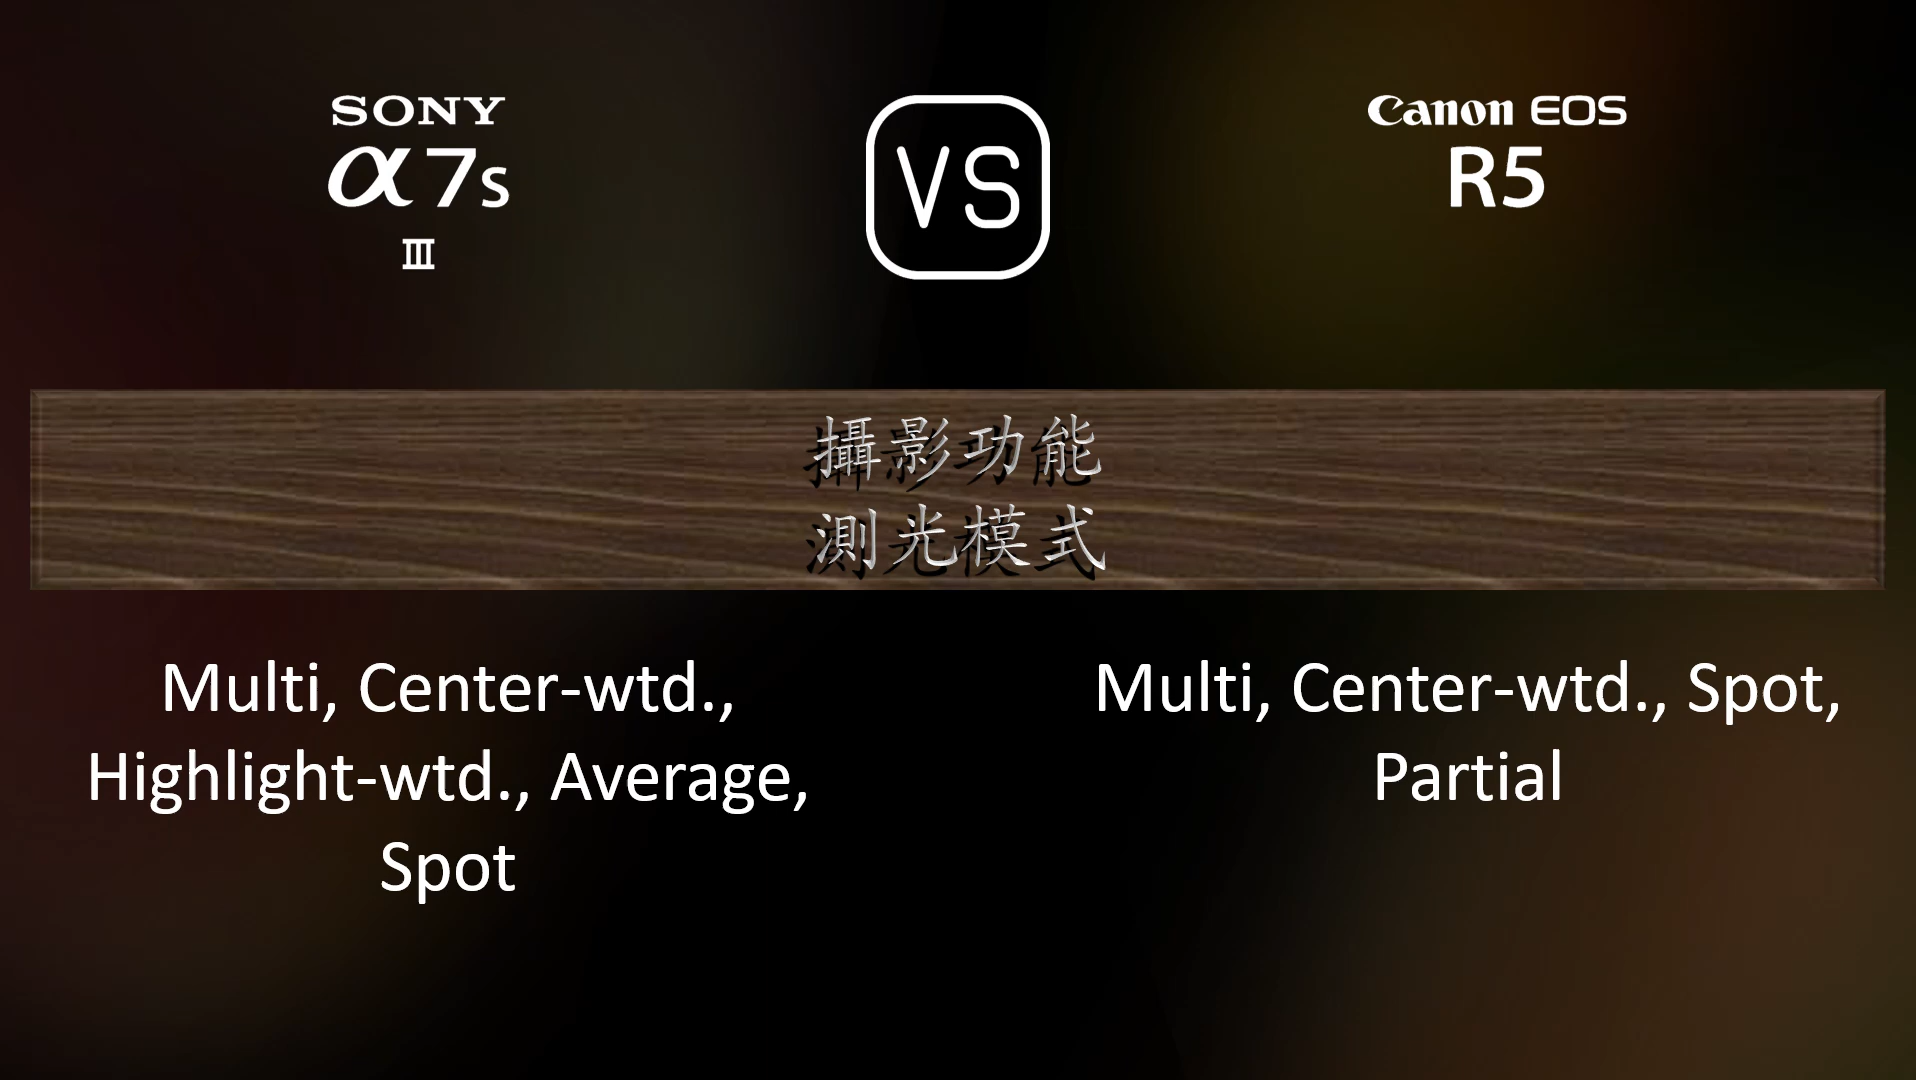 SONY
α7s
III
VS
Canon EOS
R5
攝影功能
測光模式
Multi, Center-wtd.,
Highlight-wtd., Average,
Spot
Multi, Center-wtd., Spot,
Partial